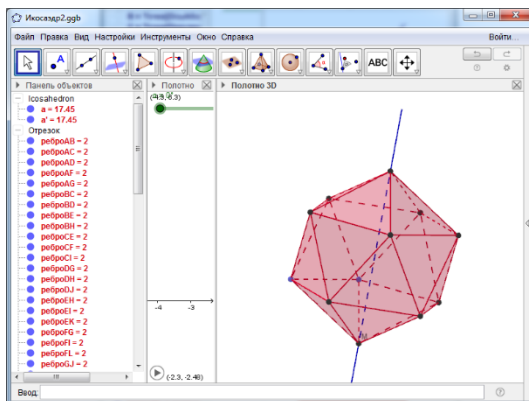 Икосаэдр2.ggb
Файл Правка Вид Настройки Инструменты Окно Справка
Войти...
ABC
Панель объектов
Полотно
Полотно 3D
Icosahedron
a = 17.45
a' = 17.45
Отрезок
реброAB = 2
реброAC = 2
реброAD = 2
реброAF = 2
реброAG = 2
реброBC = 2
реброBD = 2
реброBE = 2
реброBH = 2
реброCE = 2
реброCF = 2
реброCI = 2
реброDG = 2
реброDH = 2
реброDJ = 2
реброEH = 2
реброEI = 2
реброEK = 2
реброFG = 2
реброFI = 2
реброFL = 2
реброGJ = 2
-4 -3
(-2.3, -2.48)
Ввод: